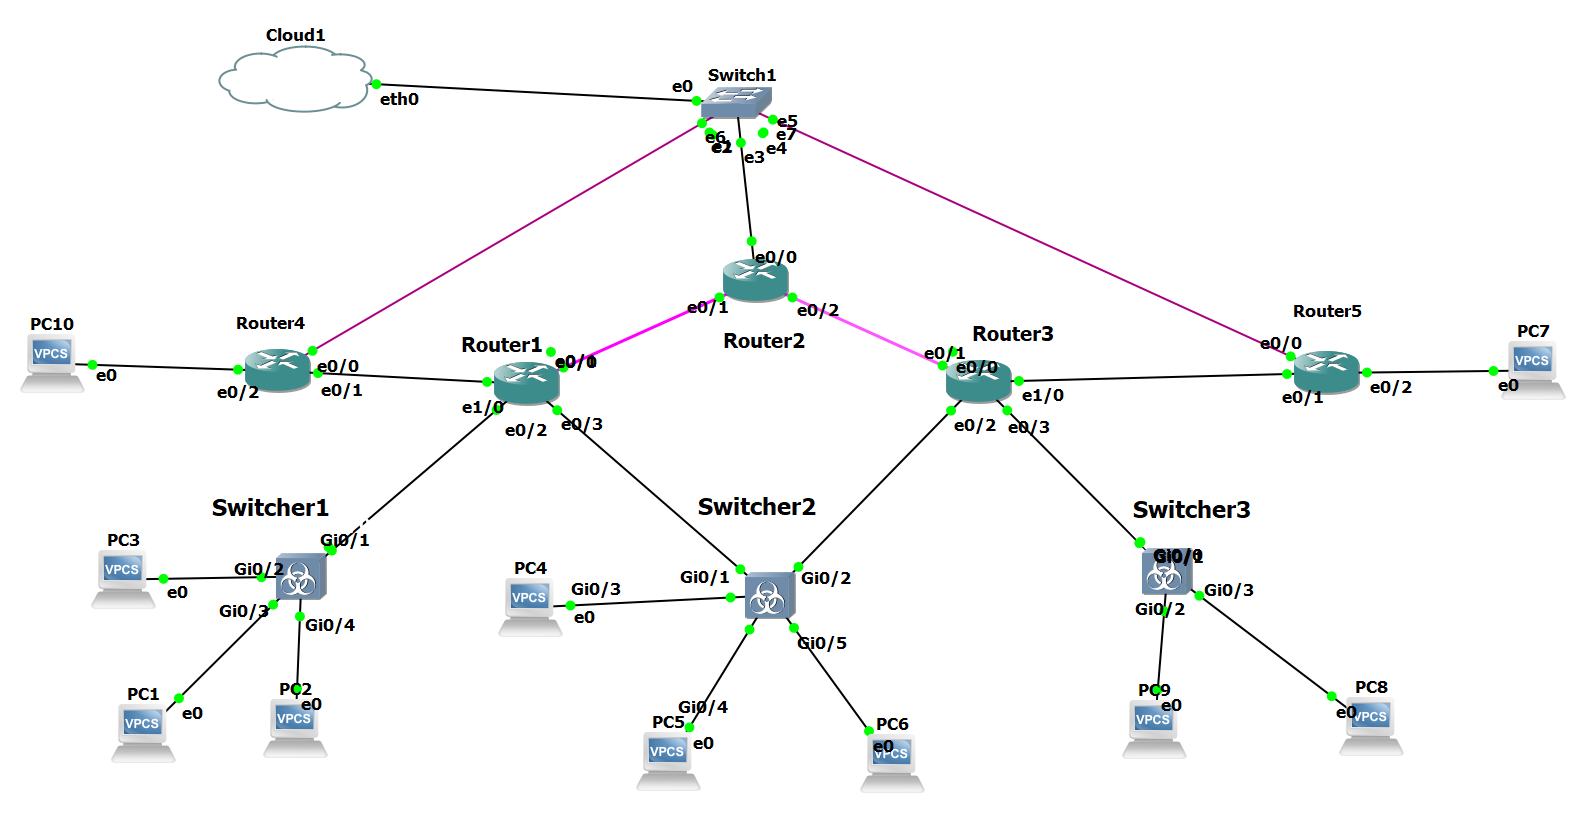 Cloud1
eth0
e0
Switch1
e5
e7
e6
e4
e3
e0/0
e0/1
e0/2
Router2
PC10
VPCS
e0
Router4
e0/0
e0/2
e0/1
Router1
e0/0
e1/0
e0/2
e0/3
Router3
e0/1
e0/0
e1/0
e0/2
e0/3
Router5
e0/0
e0/1
e0/2
PC7
VPCS
e0
Switcher1
Gi0/1
Gi0/2
Gi0/3
Gi0/4
PC3
VPCS
e0
PC1
VPCS
e0
PC2
VPCS
e0
Switcher2
Gi0/1
Gi0/2
Gi0/3
Gi0/5
Gi0/4
PC4
VPCS
e0
PC5
VPCS
e0
PC6
VPCS
e0
Switcher3
Gi0/2
Gi0/3
PC9
VPCS
e0
PC8
VPCS
e0